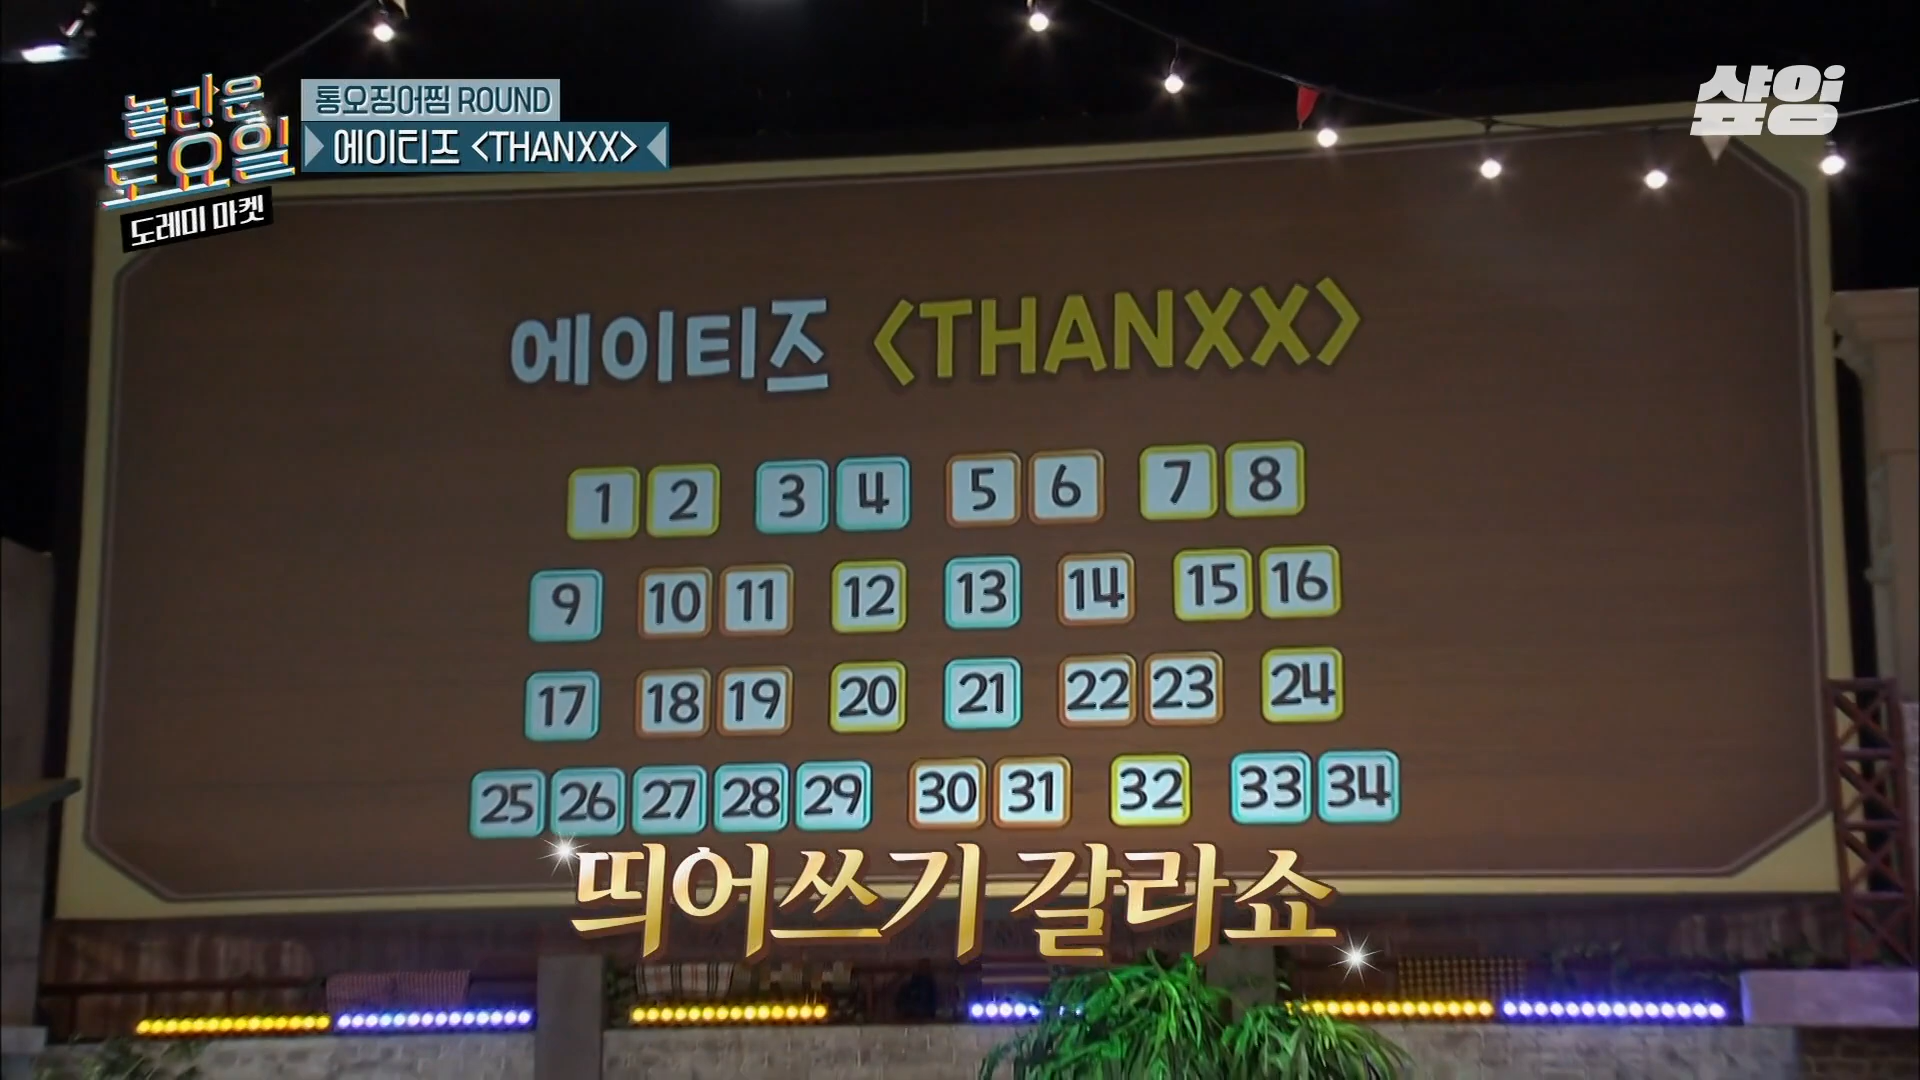 놀라운
토요일
도레미 마켓
통오징어찜 ROUND
에이티즈 <THANXX>
샾잉
에이티즈 <THANXX>
1 2 3 4 5 6 7 8
9 10 11 12 13 14 15 16
17 18 19 20 21 22 23 24
25 26 27 28 29 30 31 32 33 34
띄어쓰기 갈라쇼